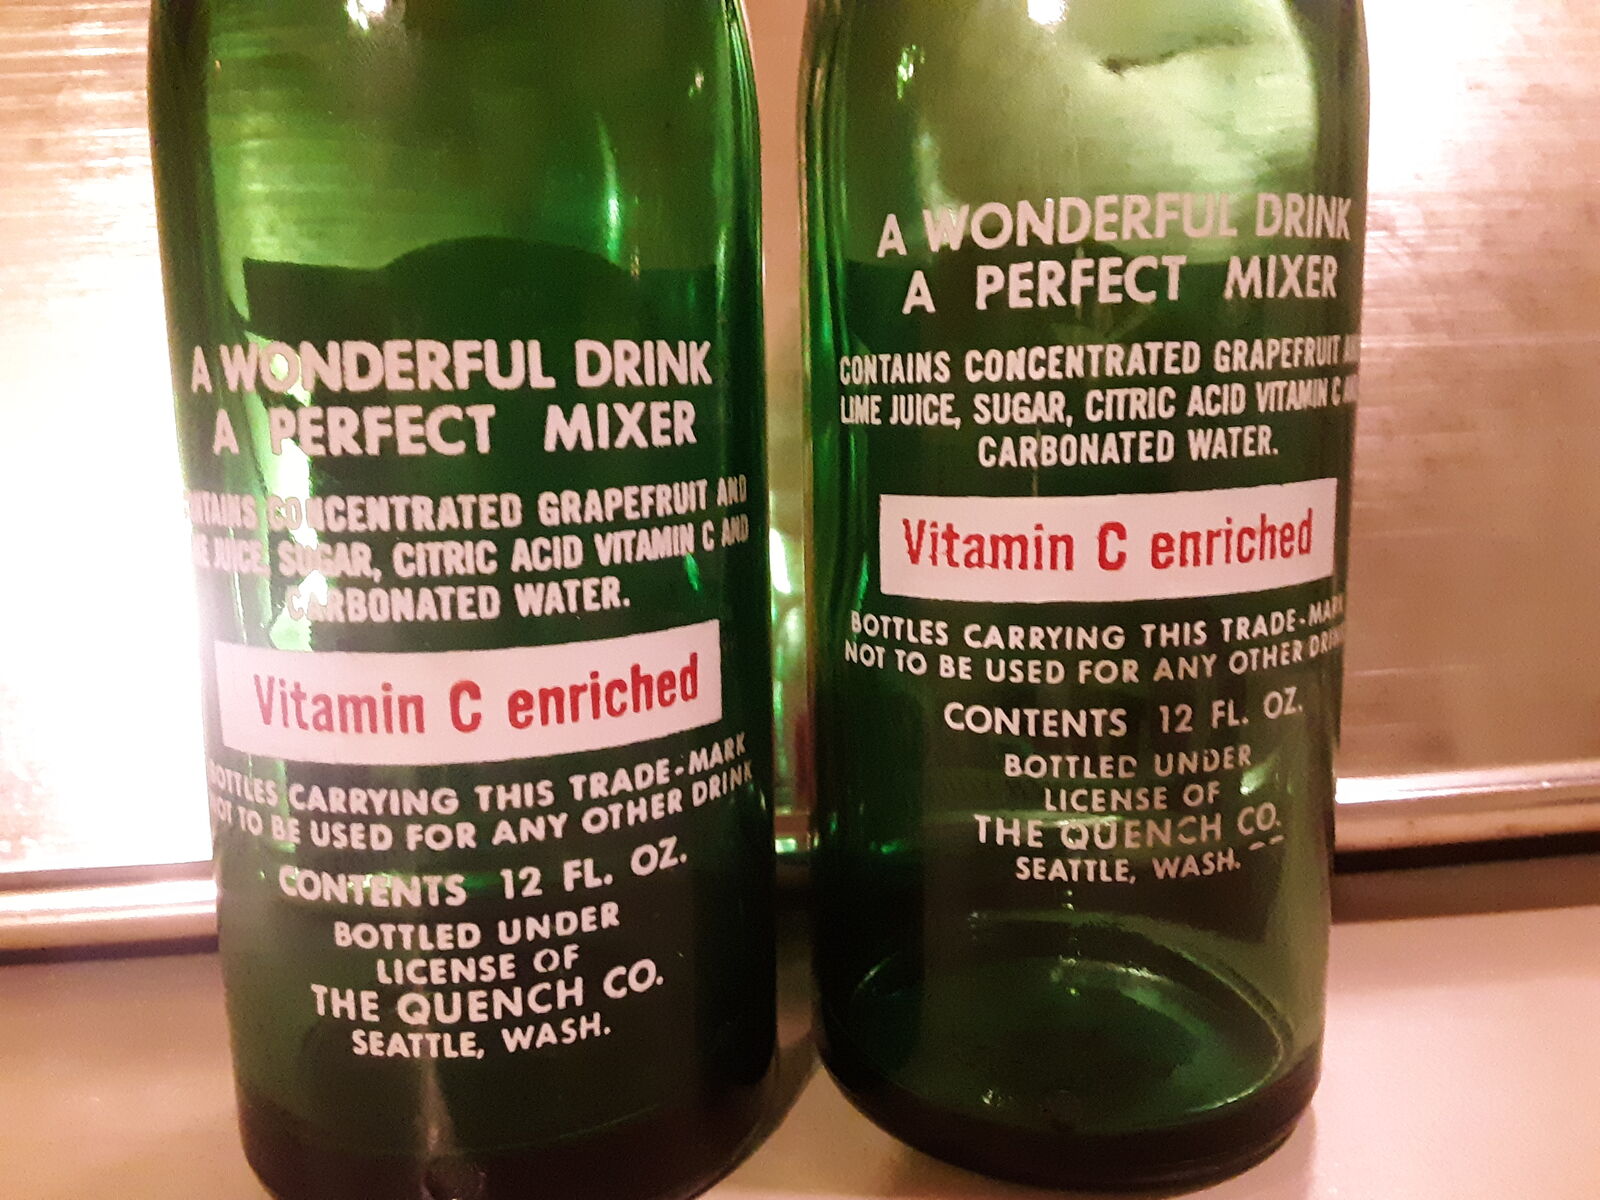 A WONDERFUL DRINK
A PERFECT MIXER
CONCENTRATED GRAPEFRUIT AND
JUICE, SUGAR, CITRIC ACID VITAMIN C AND
CARBONATED WATER.
Vitamin C enriched
BOTTLES CARRYING THIS TRADE-MARK
NOT TO BE USED FOR ANY OTHER DRINK
CONTENTS 12 FL. OZ.
BOTTLED UNDER
LICENSE OF
THE QUENCH CO.
SEATTLE, WASH.
A WONDERFUL DRINK
A PERFECT MIXER
CONTAINS CONCENTRATED GRAPEFRUIT
LIME JUICE, SUGAR, CITRIC ACID VITAMIN C
CARBONATED WATER.
Vitamin C enriched
BOTTLES CARRYING THIS TRADE-MARK
NOT TO BE USED FOR ANY OTHER DRINK
CONTENTS 12 FL. OZ.
BOTTLED UNDER
LICENSE OF
THE QUENCH CO.
SEATTLE, WASH.